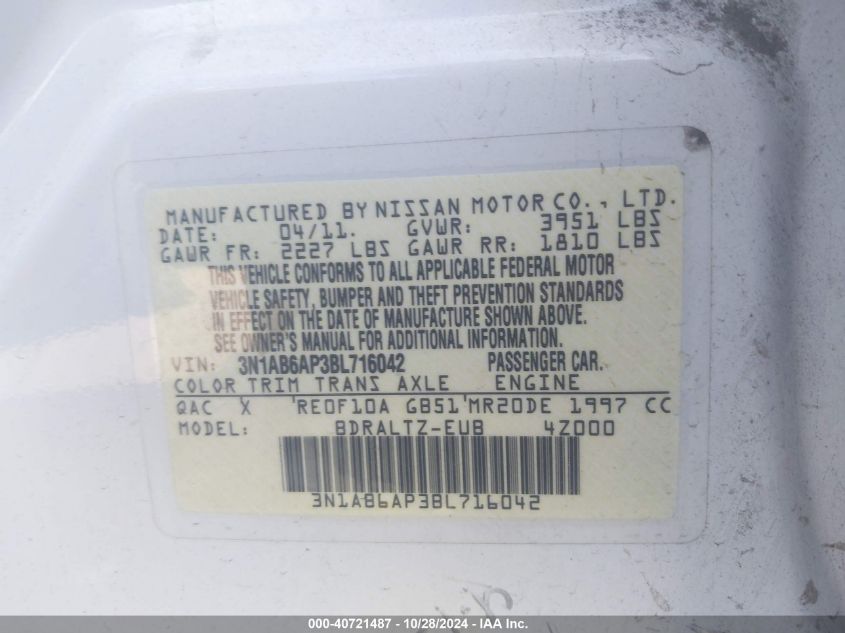 MANUFACTURED BY NISSAN MOTOR CO., LTD.
DATE: 04/11. GVWR: 3951 LBS
GAWR FR: 2227 LBS GAWR RR: 1810 LBS
THIS VEHICLE CONFORMS TO ALL APPLICABLE FEDERAL MOTOR
VEHICLE SAFETY, BUMPER AND THEFT PREVENTION STANDARDS
IN EFFECT ON THE DATE OF MANUFACTURE SHOWN ABOVE.
SEE OWNER'S MANUAL FOR ADDITIONAL INFORMATION.
VIN: 3N1AB6AP3BL716042 PASSENGER CAR.
COLOR TRIM TRANS AXLE ENGINE
QAC X RE0F10A GB51 MR20DE 1997 CC
MODEL: BDRALTZ-EUB 4Z000
3N1AB6AP3BL716042
000-40721487 - 10/28/2024 - IAA Inc.